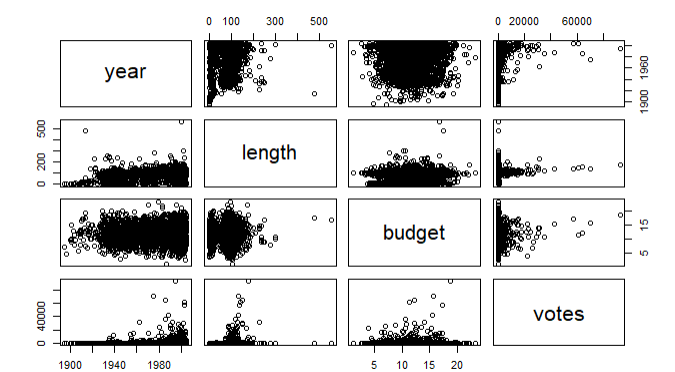 0 100 300 500
0 20000 60000
year
1900 1960
0 200 500
length
budget
5 15
0 40000
votes
1900 1940 1980
5 10 15 20